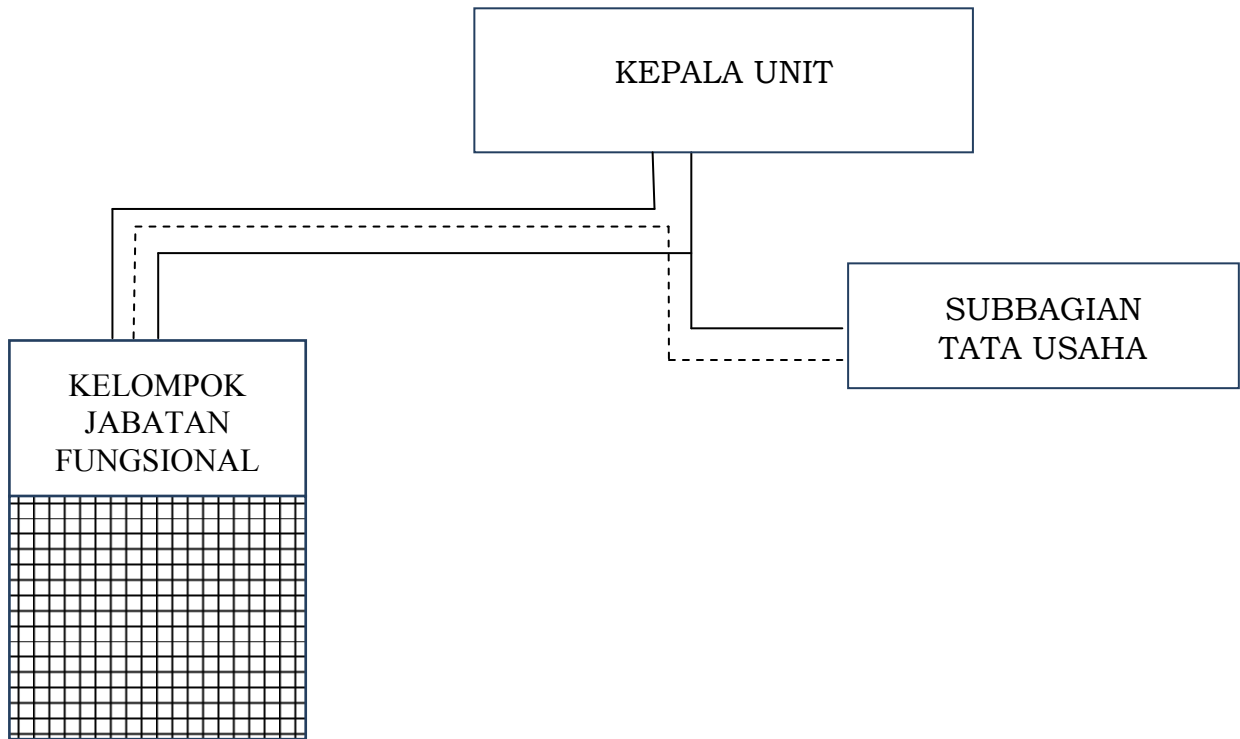 KEPALA UNIT
SUBBAGIAN
TATA USAHA
KELOMPOK
JABATAN
FUNGSIONAL